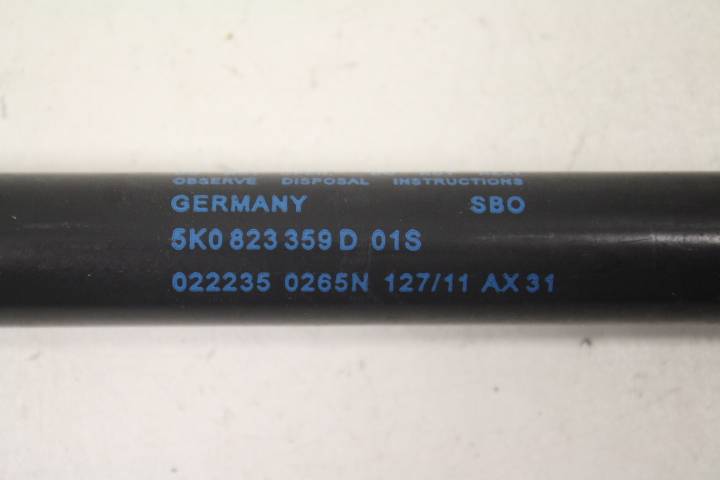 OBSERVE DISPOSAL INSTRUCTIONS
GERMANY SBO
5K0 823 359 D 01S
022235 0265N 127/11 AX 31